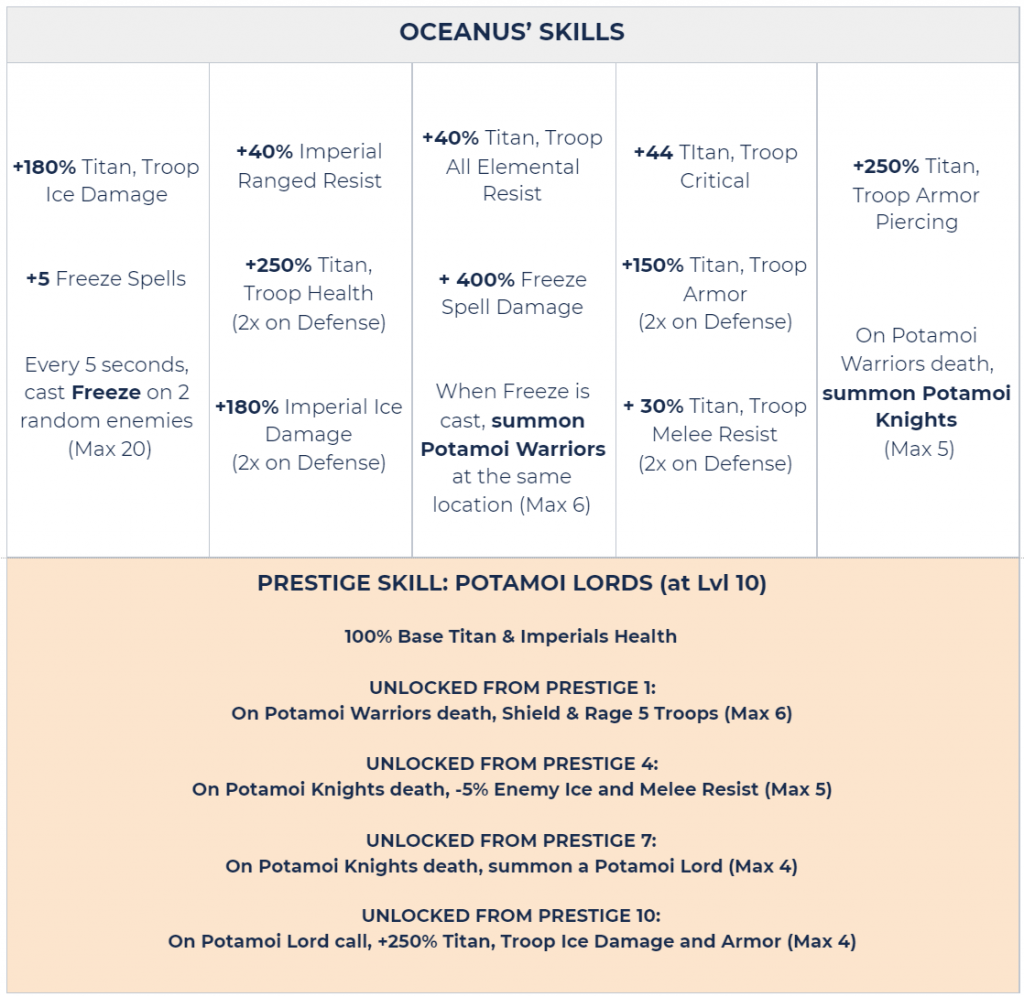 OCEANUS’ SKILLS
+180% Titan, Troop
Ice Damage
+5 Freeze Spells
Every 5 seconds,
cast Freeze on 2
random enemies
(Max 20)
+40% Imperial
Ranged Resist
+250% Titan,
Troop Health
(2x on Defense)
+180% Imperial Ice
Damage
(2x on Defense)
+40% Titan, Troop
All Elemental
Resist
+ 400% Freeze
Spell Damage
When Freeze is
cast, summon
Potamoi Warriors
at the same
location (Max 6)
+44 TItan, Troop
Critical
+150% Titan, Troop
Armor
(2x on Defense)
+ 30% Titan, Troop
Melee Resist
(2x on Defense)
+250% Titan,
Troop Armor
Piercing
On Potamoi
Warriors death,
summon Potamoi
Knights
(Max 5)
PRESTIGE SKILL: POTAMOI LORDS (at Lvl 10)
100% Base Titan & Imperials Health
UNLOCKED FROM PRESTIGE 1:
On Potamoi Warriors death, Shield & Rage 5 Troops (Max 6)
UNLOCKED FROM PRESTIGE 4:
On Potamoi Knights death, -5% Enemy Ice and Melee Resist (Max 5)
UNLOCKED FROM PRESTIGE 7:
On Potamoi Knights death, summon a Potamoi Lord (Max 4)
UNLOCKED FROM PRESTIGE 10:
On Potamoi Lord call, +250% Titan, Troop Ice Damage and Armor (Max 4)